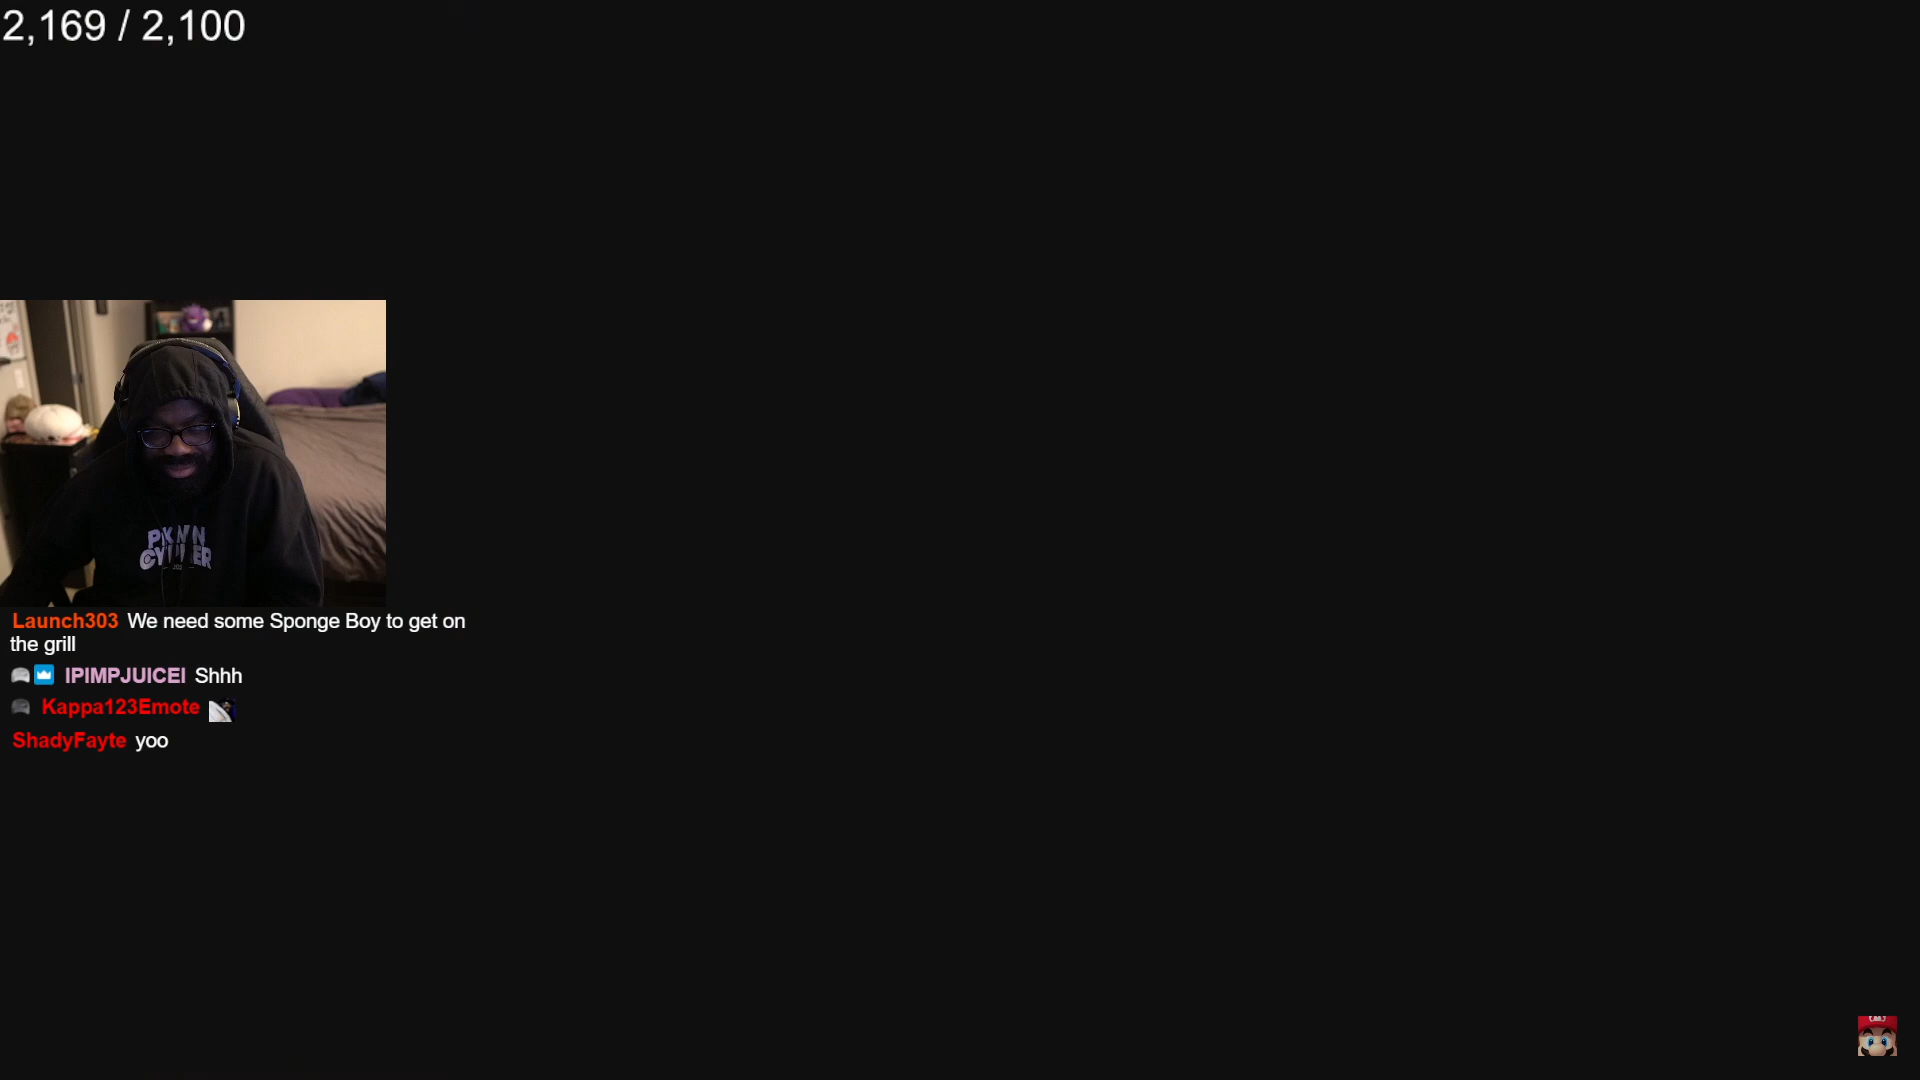 2,169 / 2,100
Launch303 We need some Sponge Boy to get on
the grill
IPIMPJUICEI Shhh
Kappa123Emote
ShadyFayte yoo